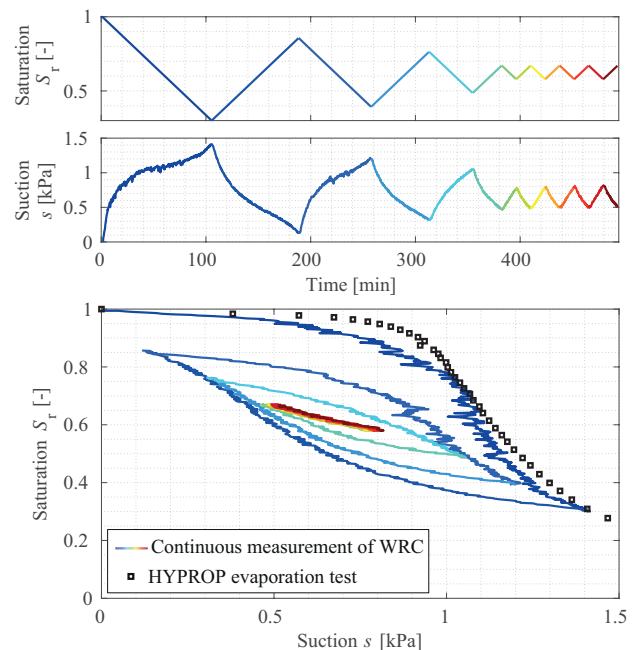 1
0.5
Saturation
S_r [-]
1.5
1
0.5
0
Suction
s [kPa]
0 100 200 300 400
Time [min]
1
0.8
0.6
0.4
0.2
0
Saturation S_r [-]
Continuous measurement of WRC
HYPROP evaporation test
0 0.5 1 1.5
Suction s [kPa]